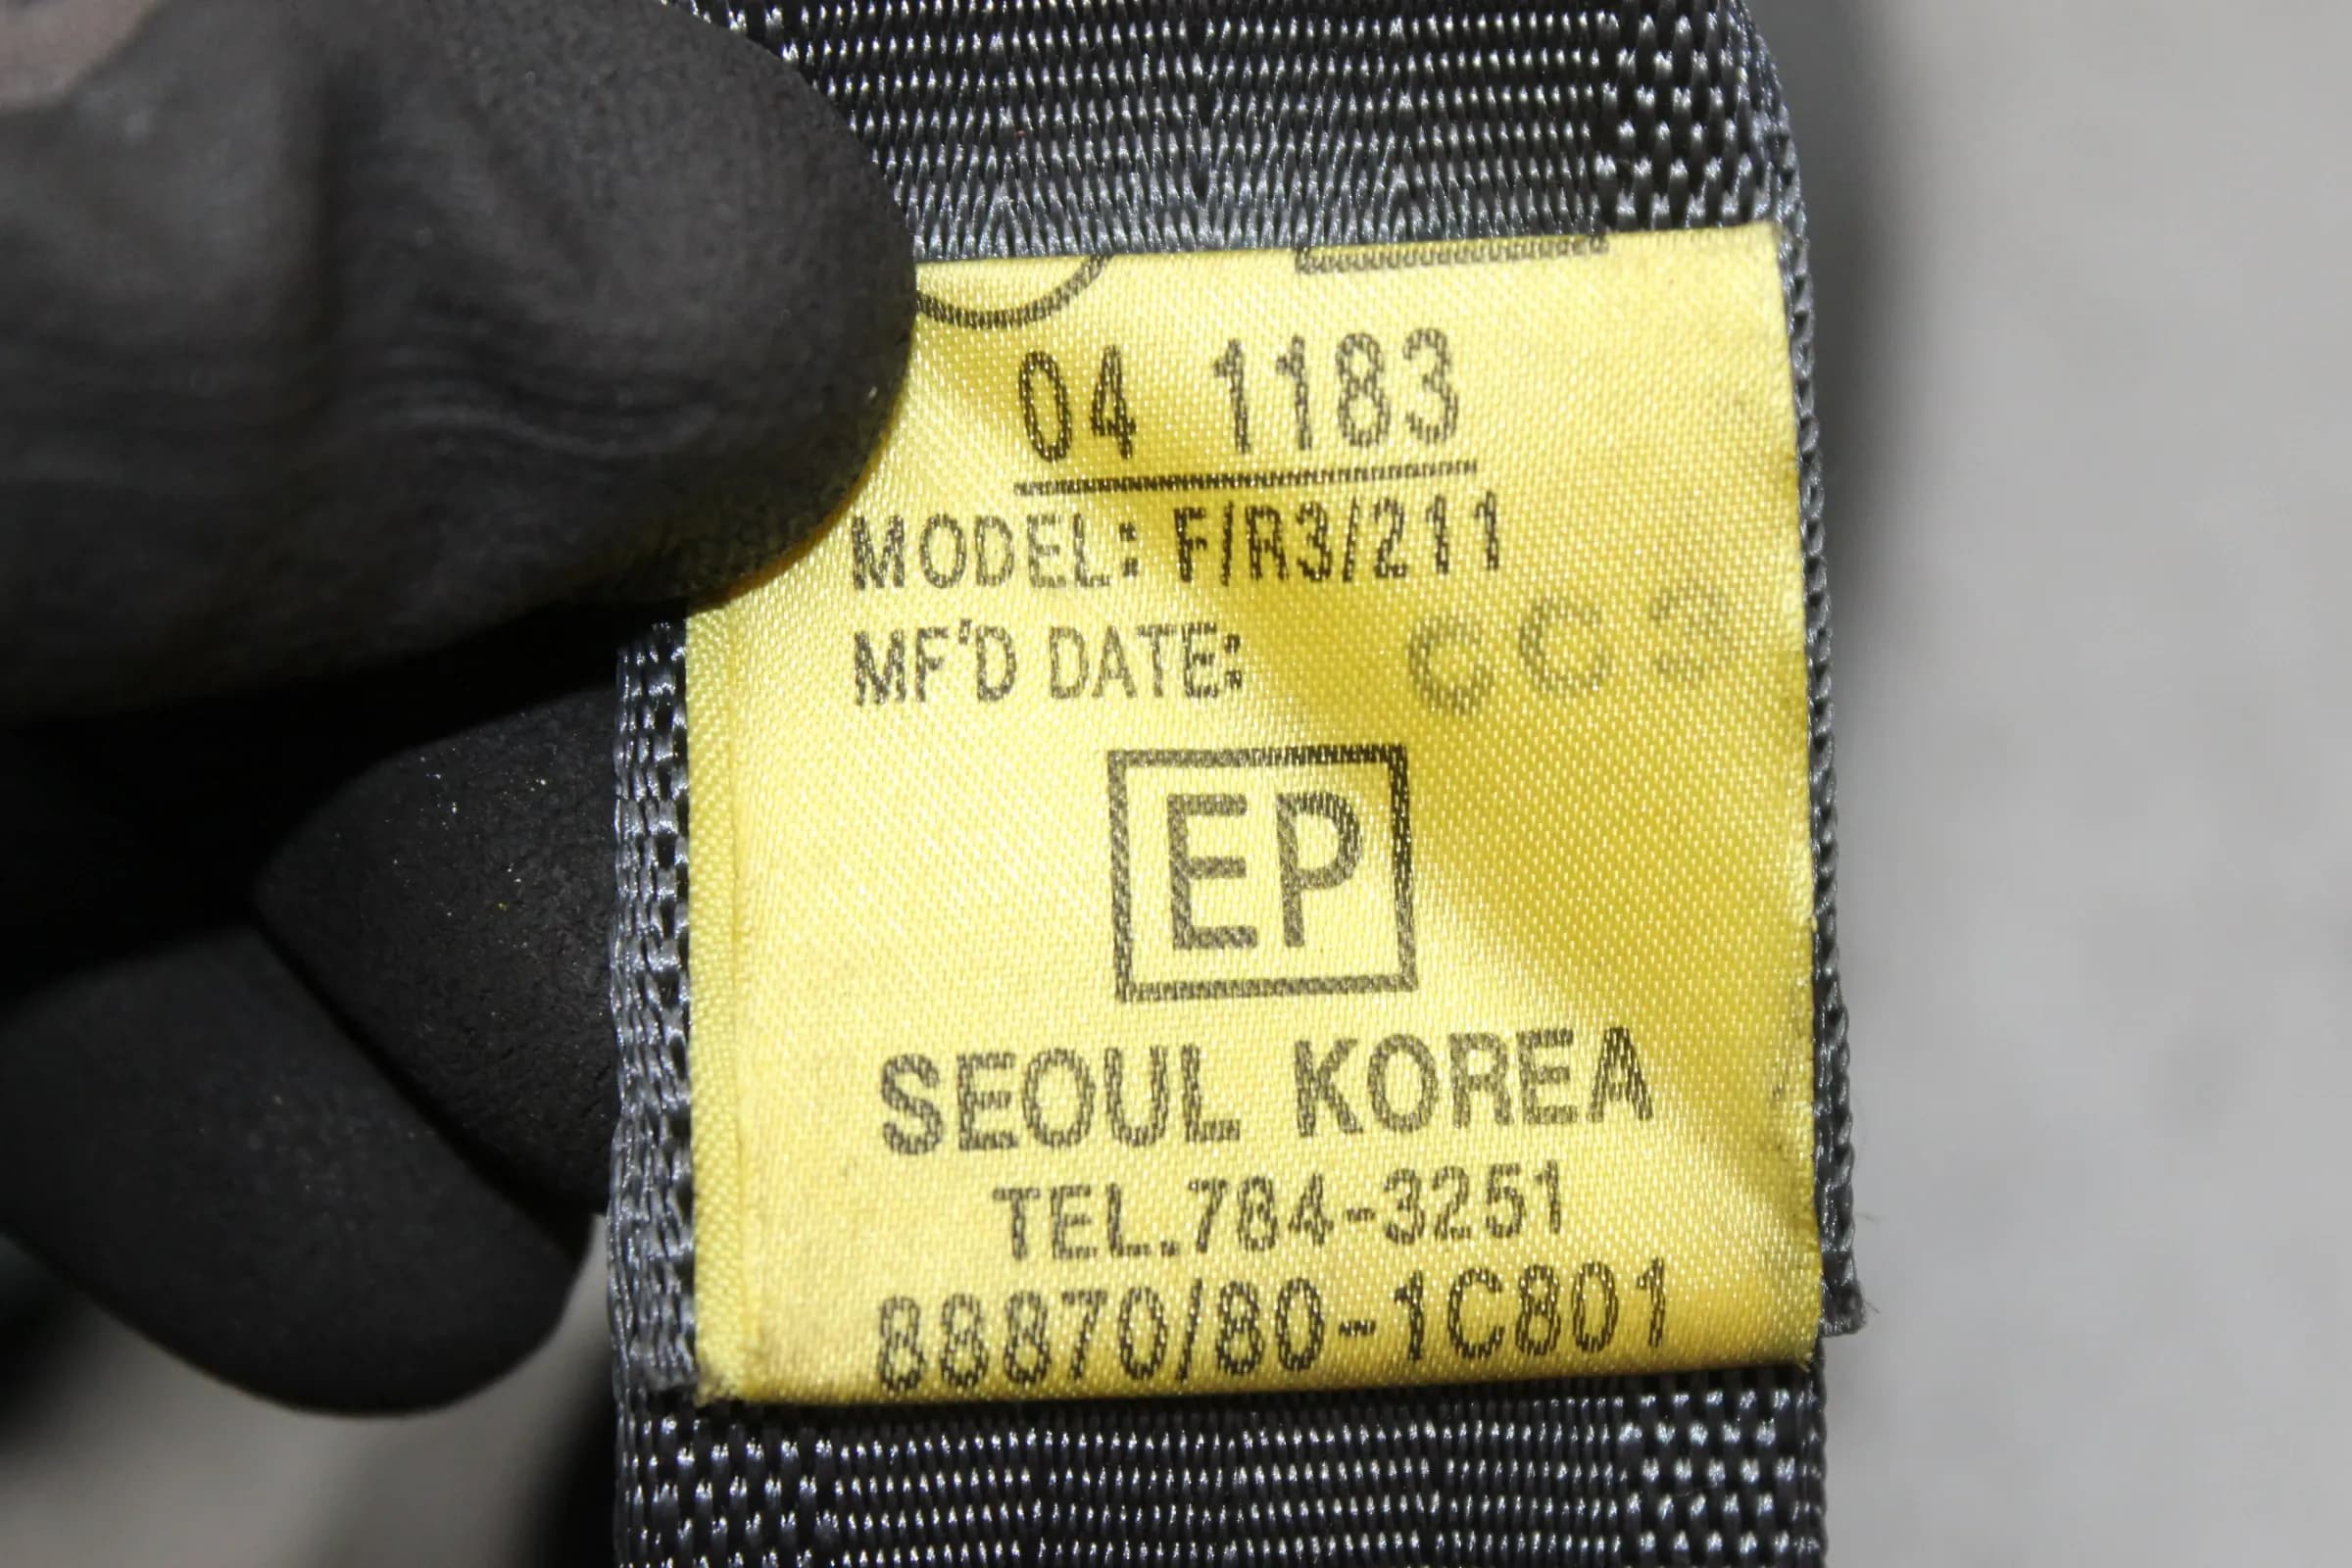 04 1183
MODEL: F/R3/211
MF'D DATE:
EP
SEOUL KOREA
TEL.784-3251
88870/80-1C801